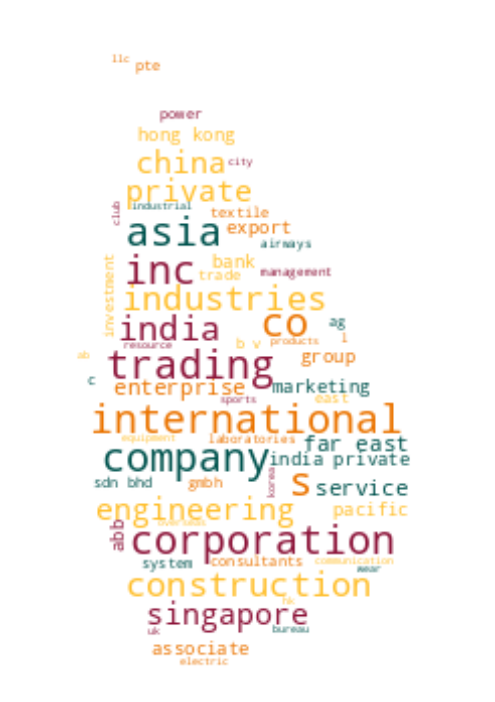 llc
pte
power
hong kong
china city
private
club industrial
textile
asia export
airways
inc bank
trade management
investment
industries
india co ag
resource b v products l
ab trading group
c enterprise marketing
sports east
international
equipment laboratories far east
company india private
sdn bhd gmbh korea s service
engineering pacific
overseas
abb corporation
system consultants communication
wear
construction
hk
singapore
uk bureau
associate
electric